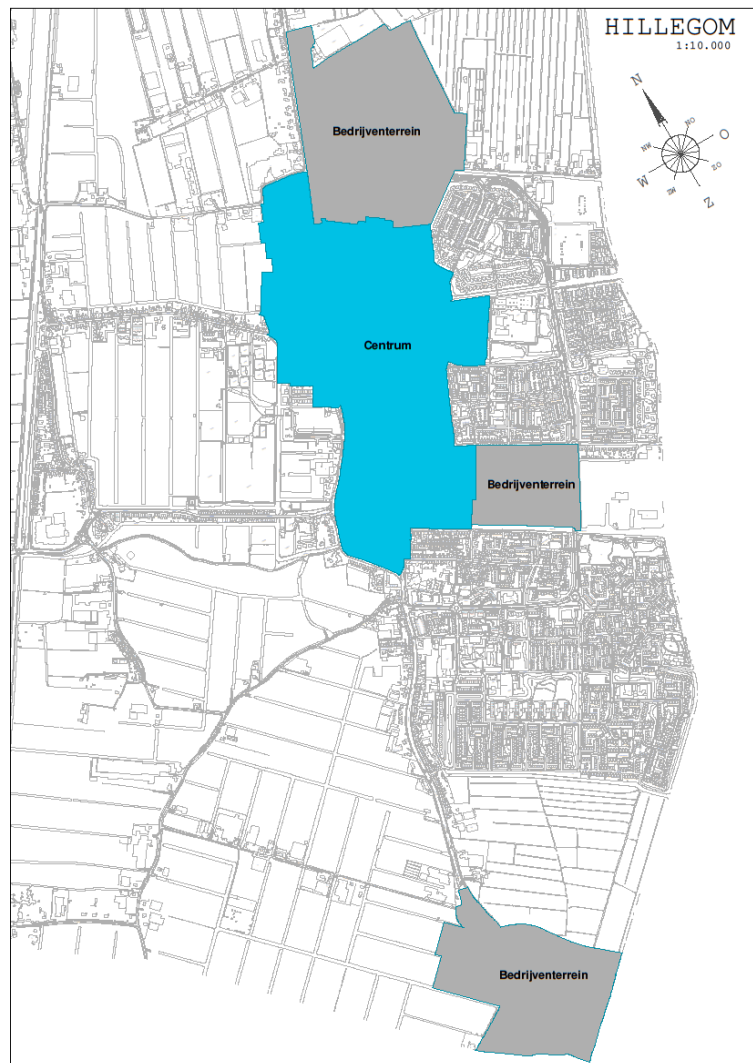 HILLEGOM
1:10.000
N
NO
O
ZO
Z
ZW
W
NW
Bedrijventerrein
Centrum
Bedrijventerrein
Bedrijventerrein